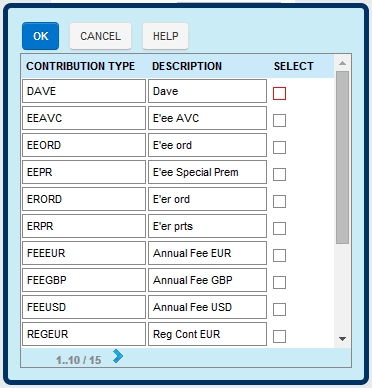 OK CANCEL HELP
CONTRIBUTION TYPE DESCRIPTION SELECT
DAVE Dave
EEAVC E'ee AVC
EEORD E'ee ord
EEPR E'ee Special Prem
ERORD E'er ord
ERPR E'er prts
FEEEUR Annual Fee EUR
FEEGBP Annual Fee GBP
FEEUSD Annual Fee USD
REGEUR Reg Cont EUR
1..10 / 15